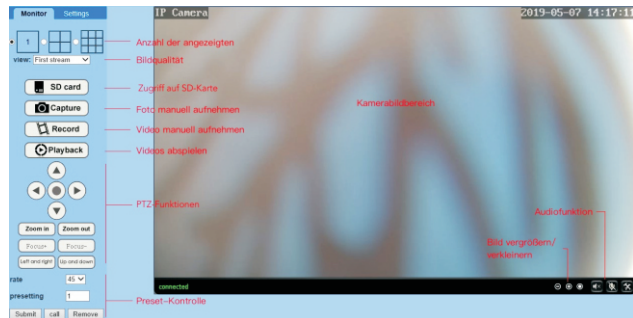 Monitor Settings
IP Camera 2019-05-07 14:17:11
1
Anzahl der angezeigten
view: First stream
Bildqualität
SD card
Zugriff auf SD-Karte
Capture
Foto manuell aufnehmen
Kamerabildbereich
Record
Video manuell aufnehmen
Playback
Videos abspielen
PTZ-Funktionen
Zoom in Zoom out
Focus- Focus+
Left and right Up and down
Audiofunktion
Bild vergrößern/
verkleinern
rate 45
connected
presetting 1
Preset-Kontrolle
Submit call Remove